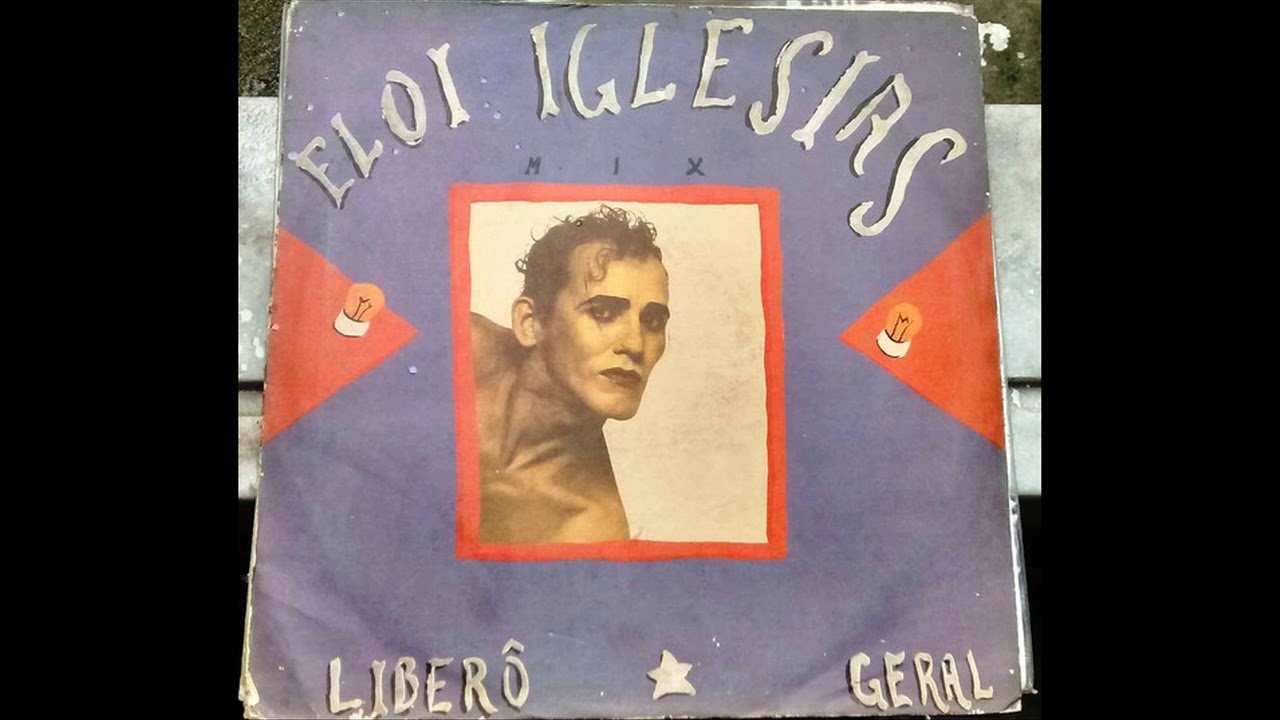 ELOI IGLESIAS
MIX
LIBERÔ ★ GERAL